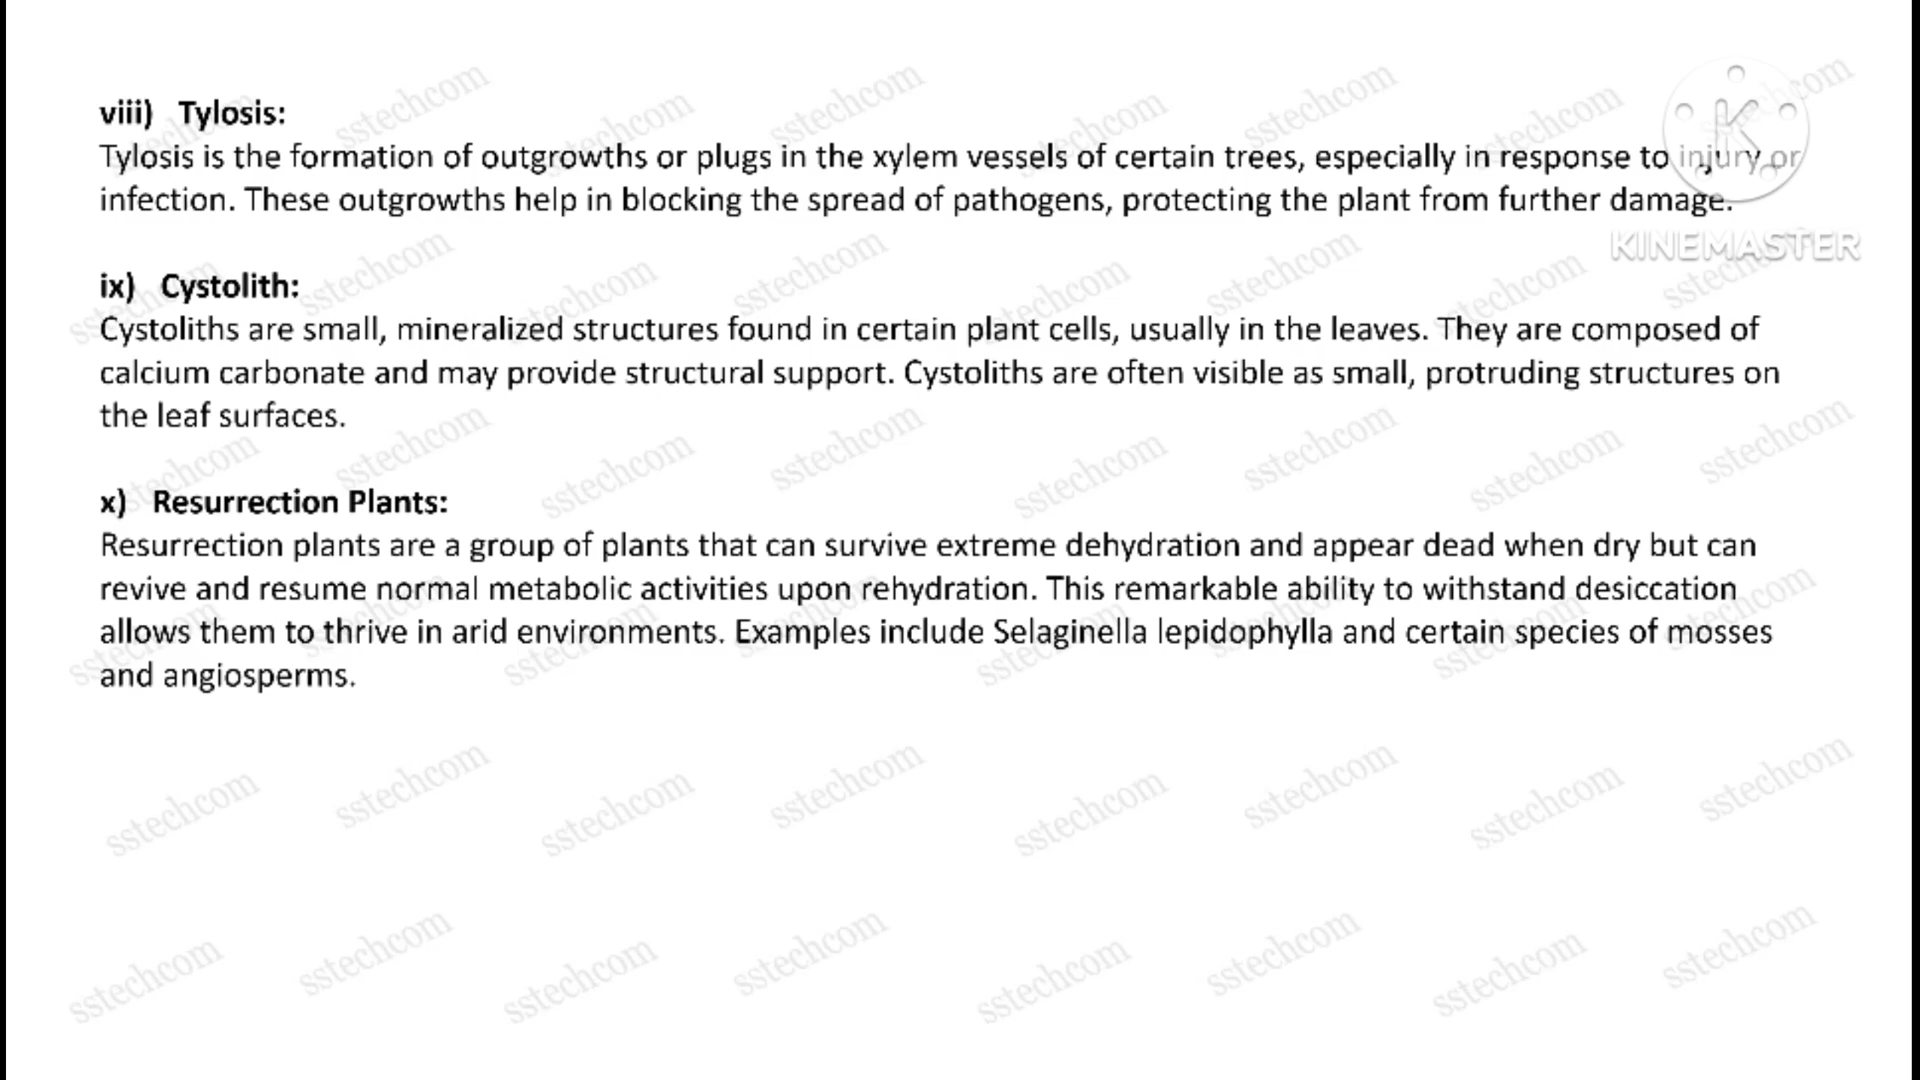 viii) Tylosis:
Tylosis is the formation of outgrowths or plugs in the xylem vessels of certain trees, especially in response to injury or
infection. These outgrowths help in blocking the spread of pathogens, protecting the plant from further damage.
KINEMASTER
ix) Cystolith:
Cystoliths are small, mineralized structures found in certain plant cells, usually in the leaves. They are composed of
calcium carbonate and may provide structural support. Cystoliths are often visible as small, protruding structures on
the leaf surfaces.
x) Resurrection Plants:
Resurrection plants are a group of plants that can survive extreme dehydration and appear dead when dry but can
revive and resume normal metabolic activities upon rehydration. This remarkable ability to withstand desiccation
allows them to thrive in arid environments. Examples include Selaginella lepidophylla and certain species of mosses
and angiosperms.
sstechcom